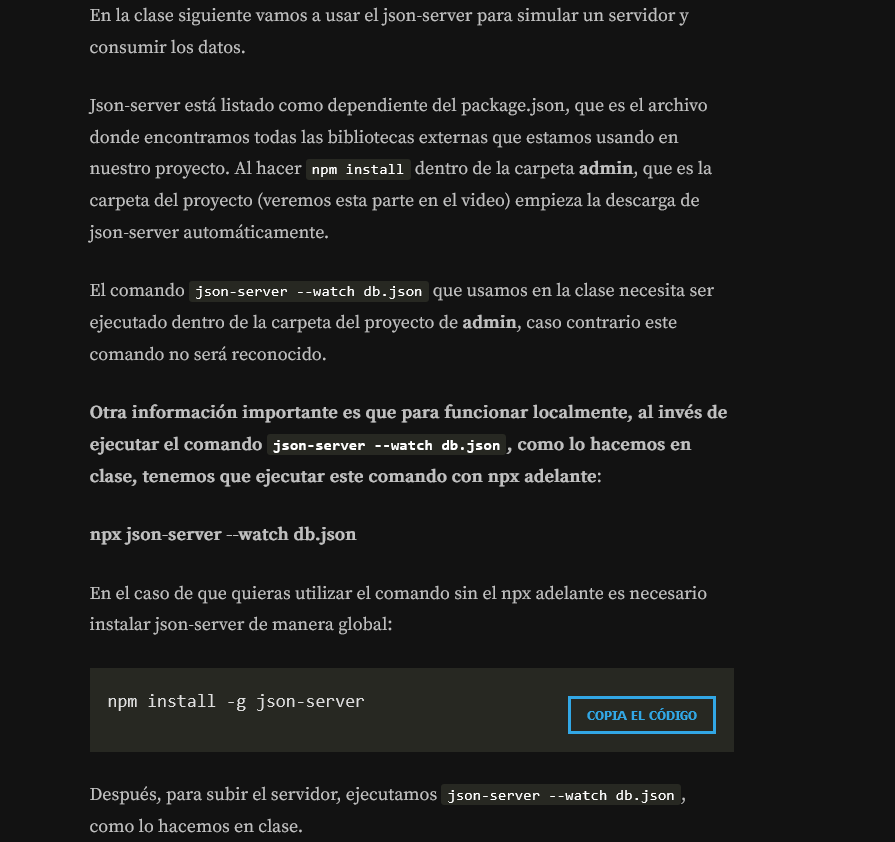 En la clase siguiente vamos a usar el json-server para simular un servidor y
consumir los datos.
Json-server está listado como dependiente del package.json, que es el archivo
donde encontramos todas las bibliotecas externas que estamos usando en
nuestro proyecto. Al hacer npm install dentro de la carpeta admin, que es la
carpeta del proyecto (veremos esta parte en el video) empieza la descarga de
json-server automáticamente.
El comando json-server --watch db.json que usamos en la clase necesita ser
ejecutado dentro de la carpeta del proyecto de admin, caso contrario este
comando no será reconocido.
Otra información importante es que para funcionar localmente, al invés de
ejecutar el comando json-server --watch db.json, como lo hacemos en
clase, tenemos que ejecutar este comando con npx adelante:
npx json-server --watch db.json
En el caso de que quieras utilizar el comando sin el npx adelante es necesario
instalar json-server de manera global:
npm install -g json-server
COPIA EL CÓDIGO
Después, para subir el servidor, ejecutamos json-server --watch db.json,
como lo hacemos en clase.